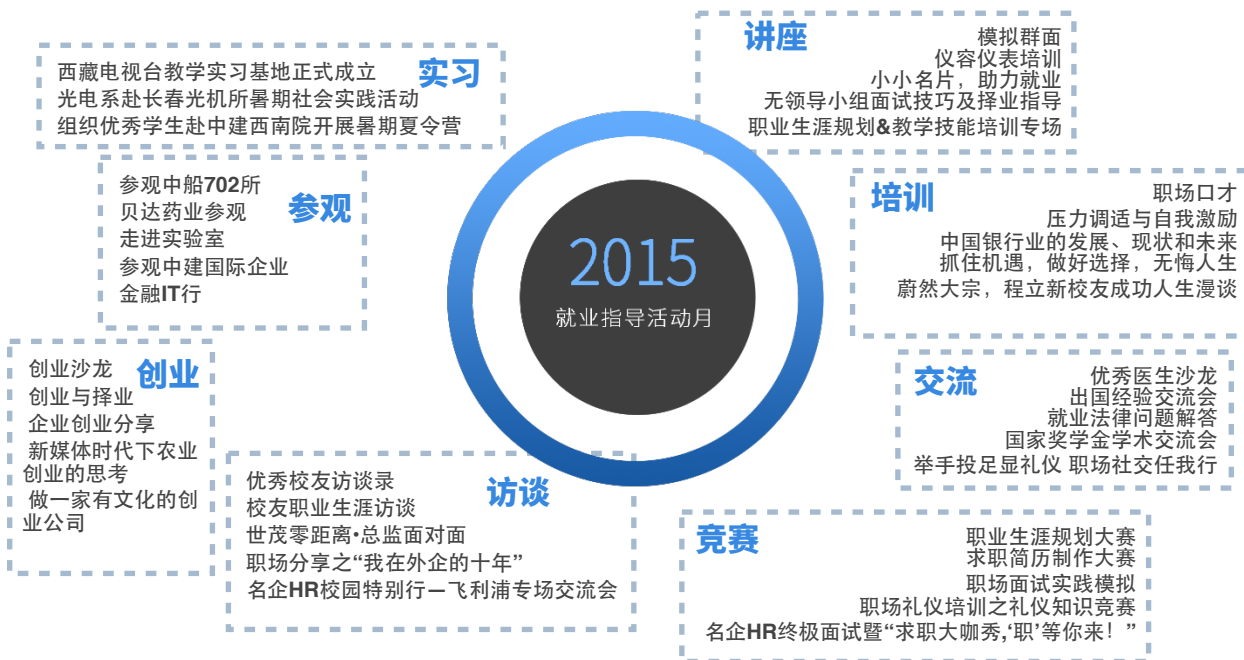 实习
西藏电视台教学实习基地正式成立
光电系赴长春光机所暑期社会实践活动
组织优秀学生赴中建西南院开展暑期夏令营
参观
参观中船702所
贝达药业参观
走进实验室
参观中建国际企业
金融IT行
创业
创业沙龙
创业与择业
企业创业分享
新媒体时代下农业
创业的思考
做一家有文化的创
业公司
访谈
优秀校友访谈录
校友职业生涯访谈
世茂零距离•总监面对面
职场分享之“我在外企的十年”
名企HR校园特别行—飞利浦专场交流会
2015
就业指导活动月
讲座
模拟群面
仪容仪表培训
小小名片，助力就业
无领导小组面试技巧及择业指导
职业生涯规划&教学技能培训专场
培训
职场口才
压力调适与自我激励
中国银行业的发展、现状和未来
抓住机遇，做好选择，无悔人生
蔚然大宗，程立新校友成功人生漫谈
交流
优秀医生沙龙
出国经验交流会
就业法律问题解答
国家奖学金学术交流会
举手投足显礼仪 职场社交任我行
竞赛
职业生涯规划大赛
求职简历制作大赛
职场面试实践模拟
职场礼仪培训之礼仪知识竞赛
名企HR终极面试暨“求职大咖秀,‘职’等你来！”